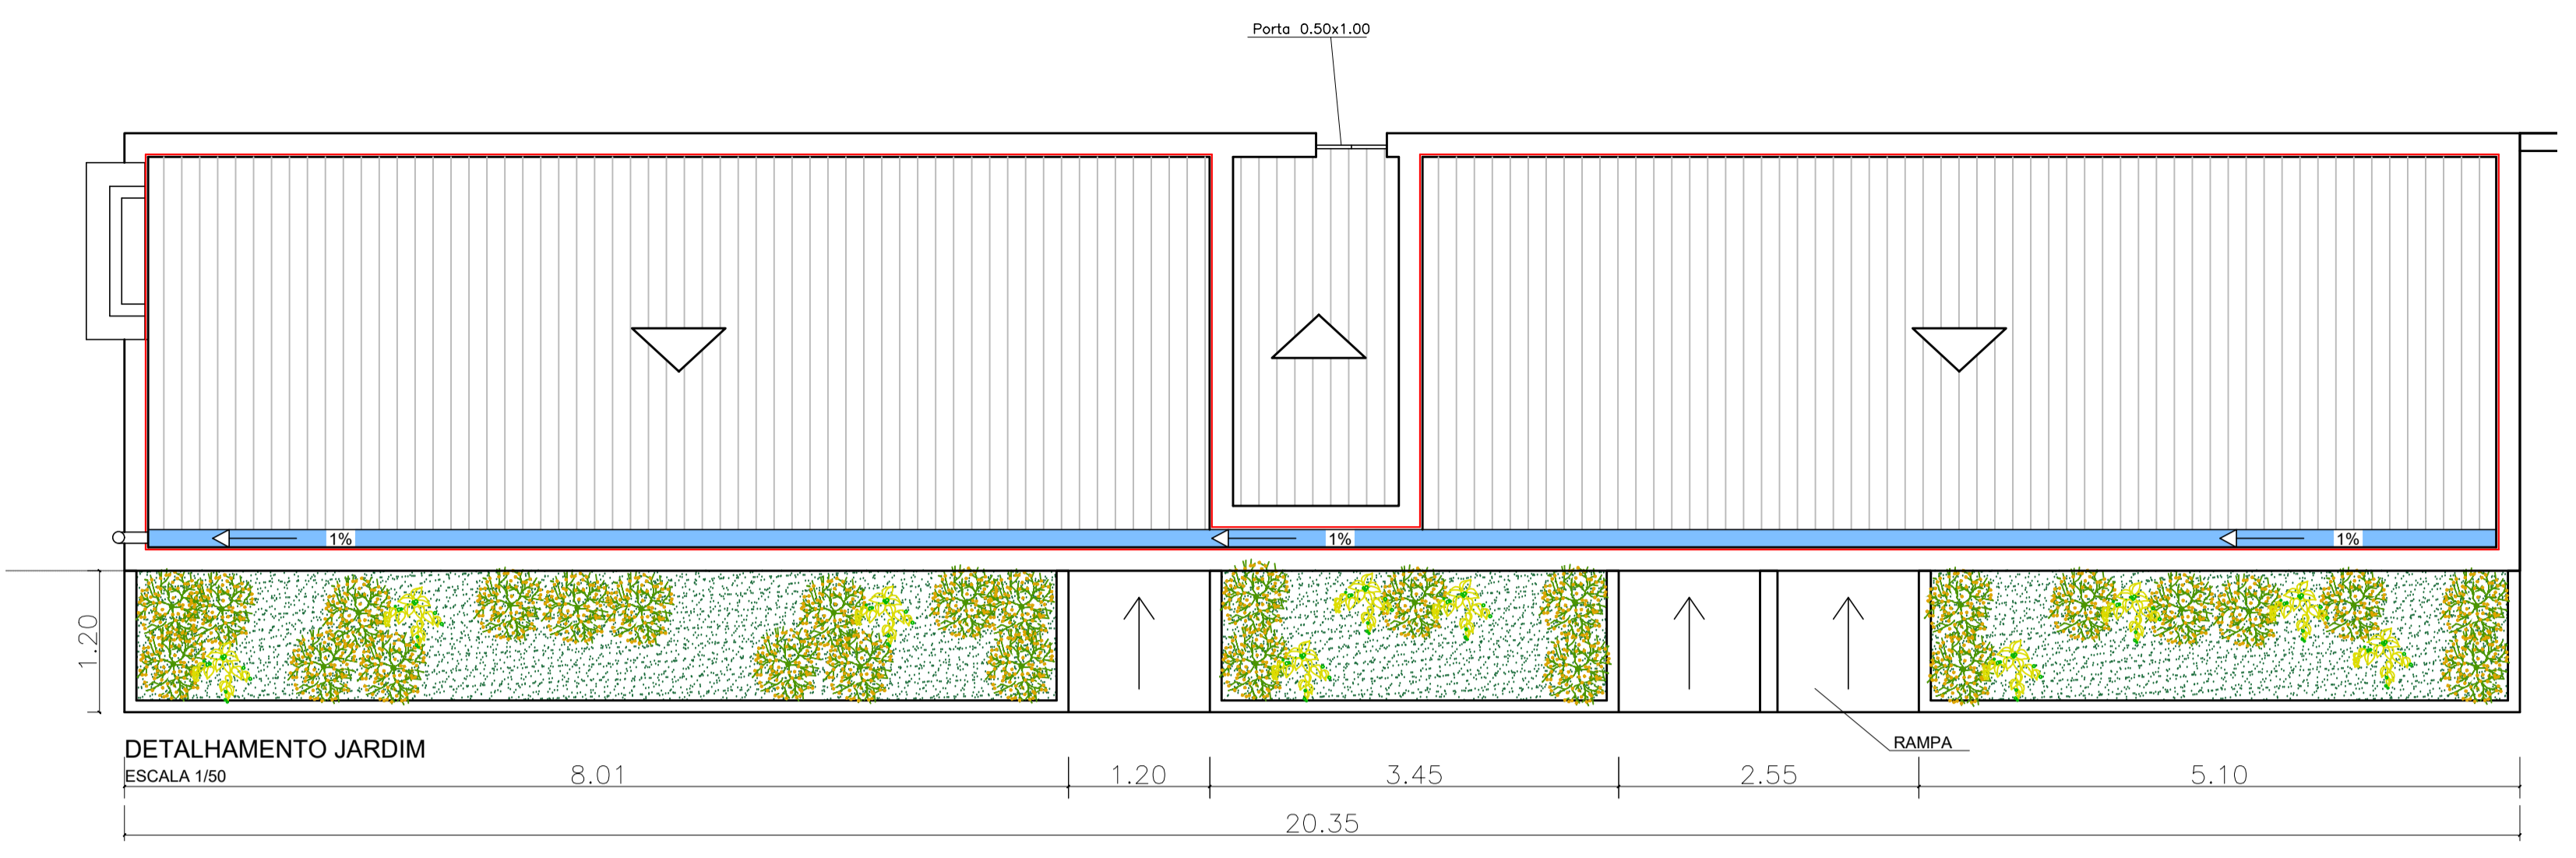 Porta 0.50x1.00
1%
1%
1%
1.20
RAMPA
DETALHAMENTO JARDIM
ESCALA 1/50
8.01
1.20
3.45
2.55
5.10
20.35